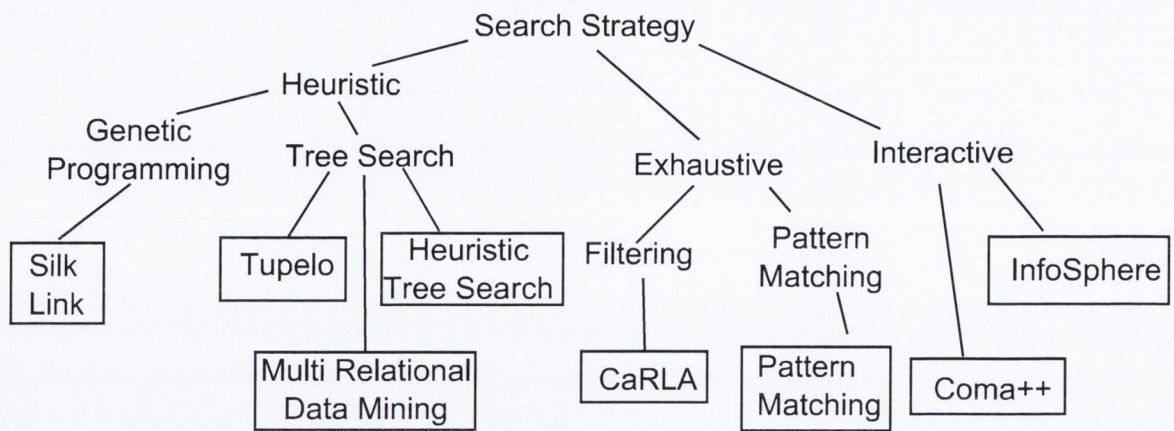 Search Strategy
Heuristic
Genetic
Programming
Tree Search
Exhaustive
Interactive
Silk
Link
Tupelo
Heuristic
Tree Search
Multi Relational
Data Mining
Filtering
Pattern
Matching
CaRLA
Pattern
Matching
Coma++
InfoSphere